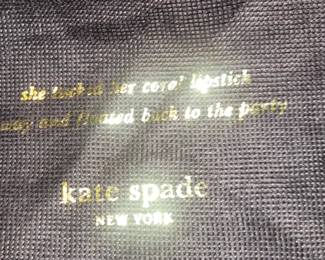 she tucked her coral lipstick
away and floated back to the party
kate spade
NEW YORK